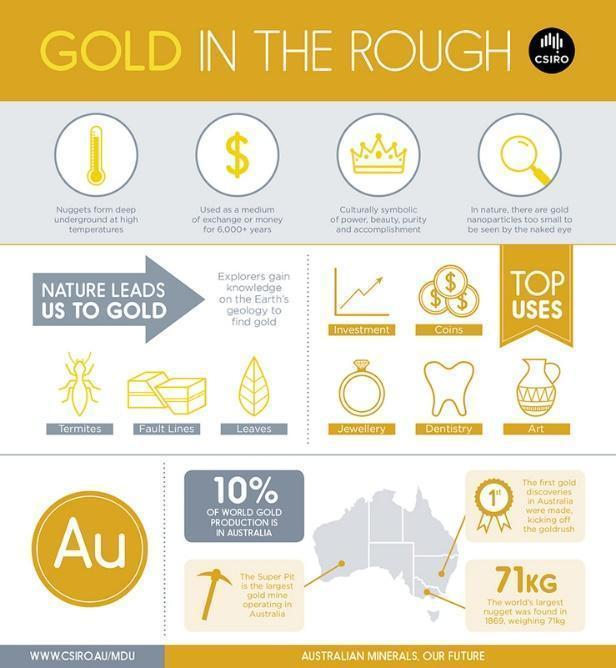 GOLD IN THE ROUGH
CSIRO
Nuggets form deep
underground at high
temperatures
Used as a medium
of exchange or money
for 6,000+ years
Culturally symbolic
of power, beauty, purity
and accomplishment
In nature, there are gold
nanoparticles too small to
be seen by the naked eye
NATURE LEADS
US TO GOLD
Explorers gain
knowledge
on the Earth's
geology to
find gold
Termites
Fault Lines
Leaves
TOP
USES
Investment
Coins
Jewellery
Dentistry
Art
Au
10%
OF WORLD GOLD
PRODUCTION IS
IN AUSTRALIA
The Super Pit
is the largest
gold mine
operating in
Australia
1st
The first gold
discoveries
in Australia
were made,
kicking off
the goldrush
71KG
The world's largest
nugget was found in
1869, weighing 71kg
WWW.CSIRO.AU/MDU
AUSTRALIAN MINERALS, OUR FUTURE